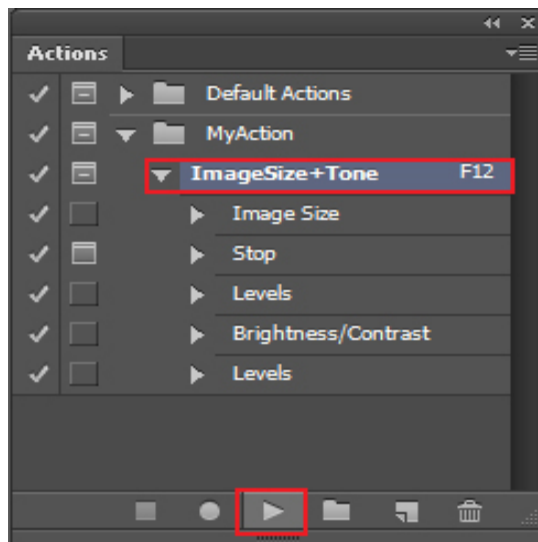 Actions
Default Actions
MyAction
ImageSize+Tone F12
Image Size
Stop
Levels
Brightness/Contrast
Levels